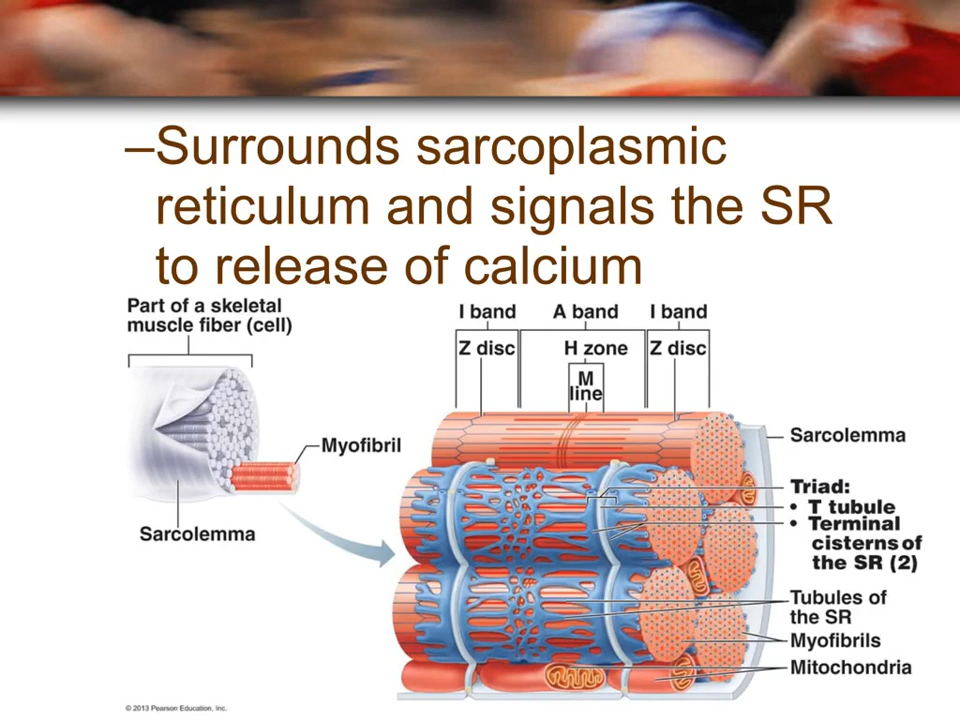 –Surrounds sarcoplasmic
reticulum and signals the SR
to release of calcium
Part of a skeletal
muscle fiber (cell)
I band
A band
I band
Z disc
H zone
Z disc
M
line
Myofibril
Sarcolemma
Sarcolemma
Triad:
• T tubule
• Terminal
cisterns of
the SR (2)
Tubules of
the SR
Myofibrils
Mitochondria
© 2013 Pearson Education, Inc.